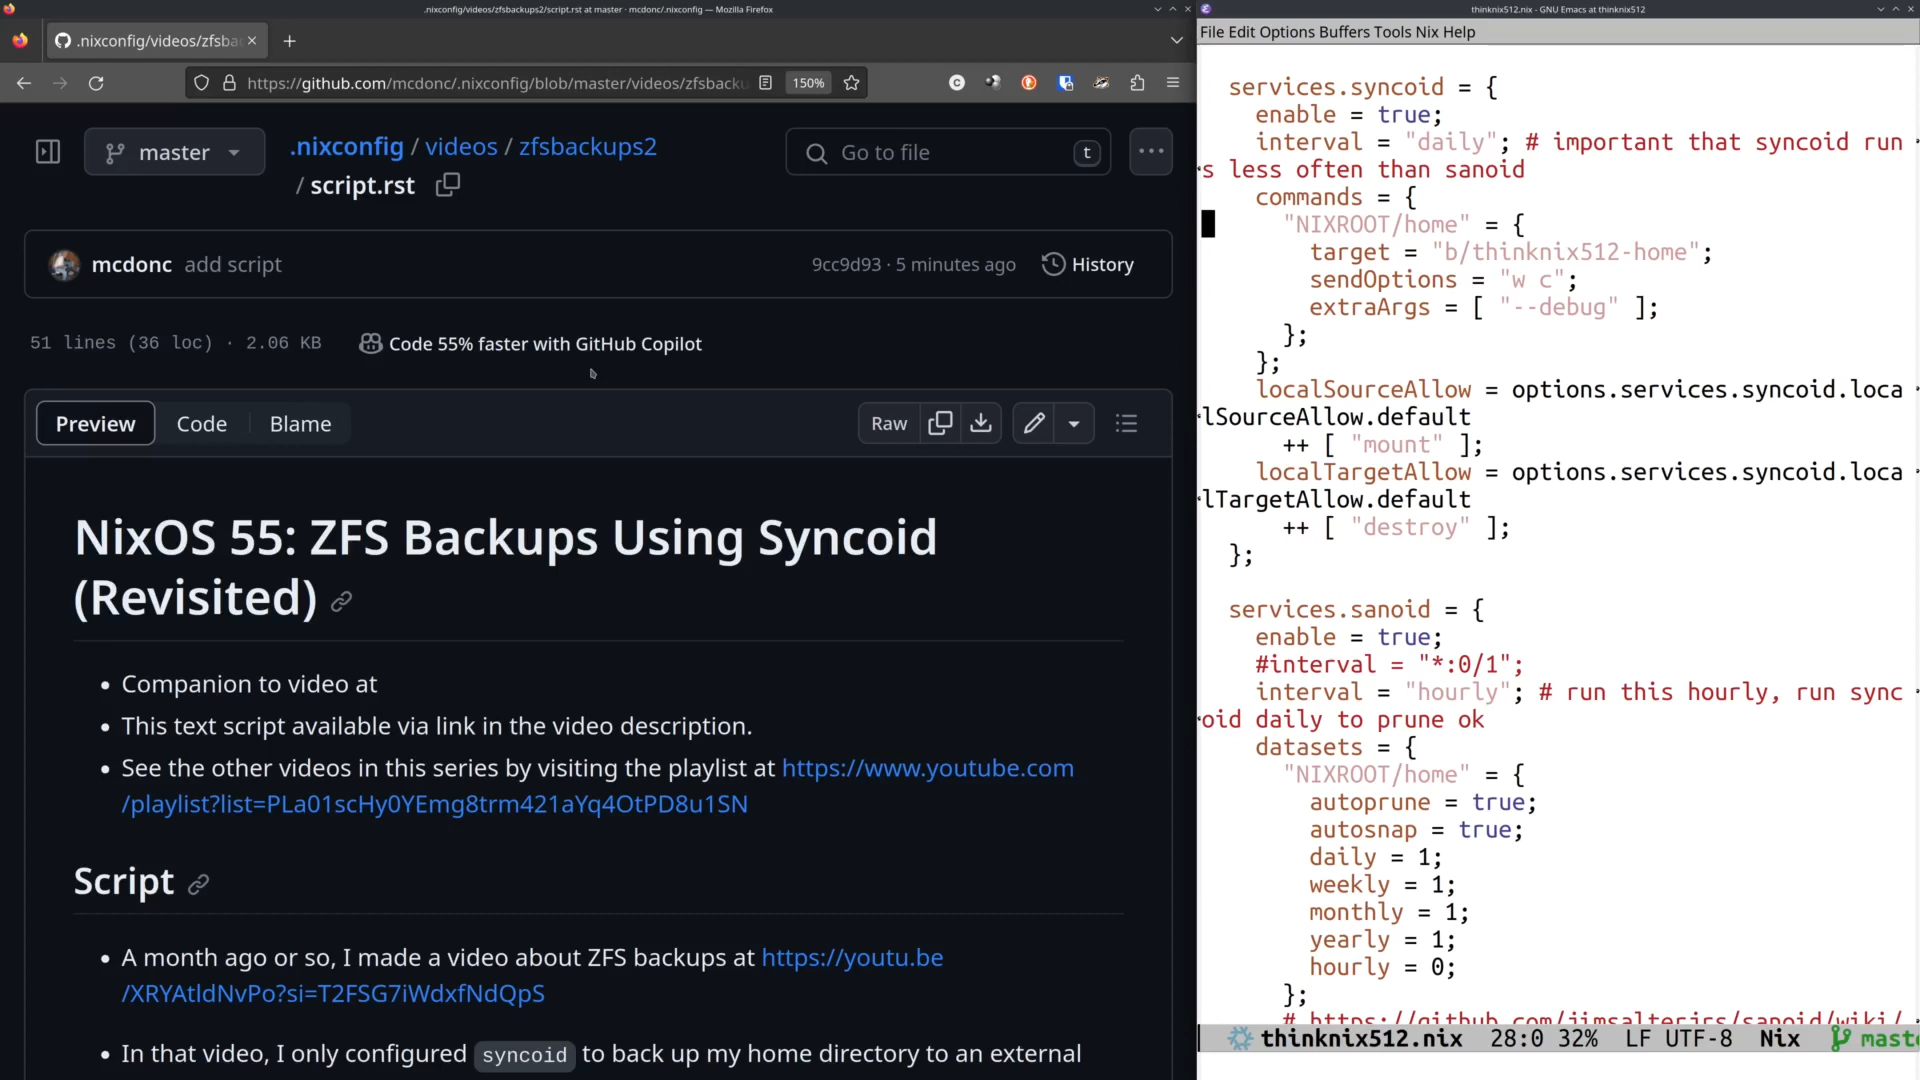 .nixconfig/videos/zfsbackups2/script.rst at master · mcdonc/.nixconfig — Mozilla Firefox
.nixconfig/videos/zfsba
https://github.com/mcdonc/.nixconfig/blob/master/videos/zfsbacku
150%
master
.nixconfig / videos / zfsbackups2
/ script.rst
Go to file
t
mcdonc add script
9cc9d93 · 5 minutes ago
History
51 lines (36 loc) · 2.06 KB
Code 55% faster with GitHub Copilot
Preview
Code
Blame
Raw
NixOS 55: ZFS Backups Using Syncoid
(Revisited)
• Companion to video at
• This text script available via link in the video description.
• See the other videos in this series by visiting the playlist at https://www.youtube.com
/playlist?list=PLa01scHy0YEmg8trm421aYq4OtPD8u1SN
Script
• A month ago or so, I made a video about ZFS backups at https://youtu.be
/XRYAtldNvPo?si=T2FSG7iWdxfNdQpS
• In that video, I only configured syncoid to back up my home directory to an external
thinknix512.nix - GNU Emacs at thinknix512
File Edit Options Buffers Tools Nix Help
services.syncoid = {
enable = true;
interval = "daily"; # important that syncoid run
s less often than sanoid
commands = {
"NIXROOT/home" = {
target = "b/thinknix512-home";
sendOptions = "w c";
extraArgs = [ "--debug" ];
};
};
localSourceAllow = options.services.syncoid.loca
lSourceAllow.default
++ [ "mount" ];
localTargetAllow = options.services.syncoid.loca
lTargetAllow.default
++ [ "destroy" ];
};
services.sanoid = {
enable = true;
#interval = "*:0/1";
interval = "hourly"; # run this hourly, run sync
oid daily to prune ok
datasets = {
"NIXROOT/home" = {
autoprune = true;
autosnap = true;
daily = 1;
weekly = 1;
monthly = 1;
yearly = 1;
hourly = 0;
};
# https://github.com/jimsalterjrs/sanoid/wiki/
thinknix512.nix 28:0 32% LF UTF-8 Nix maste